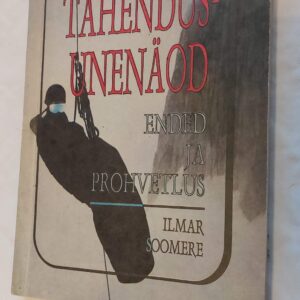 TÄHENDUS-
UNENÄOD
ENDED
JA
PROHVETLUS
ILMAR
SOOMERE